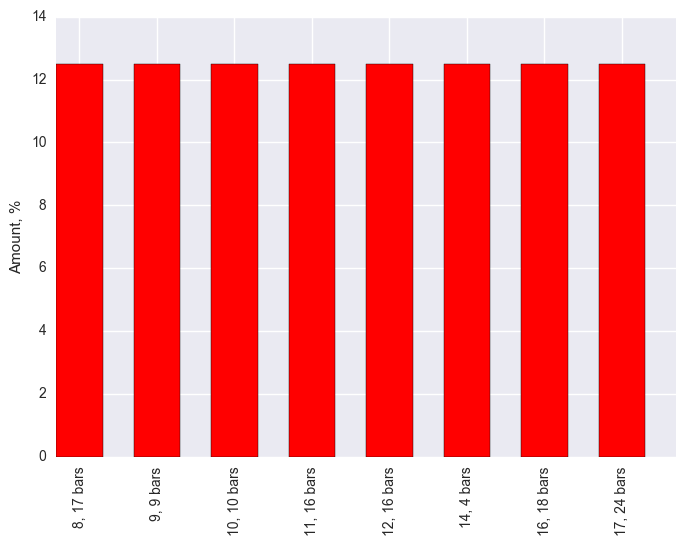 14
12
10
8
6
4
2
0
Amount, %
8, 17 bars
9, 9 bars
10, 10 bars
11, 16 bars
12, 16 bars
14, 4 bars
16, 18 bars
17, 24 bars